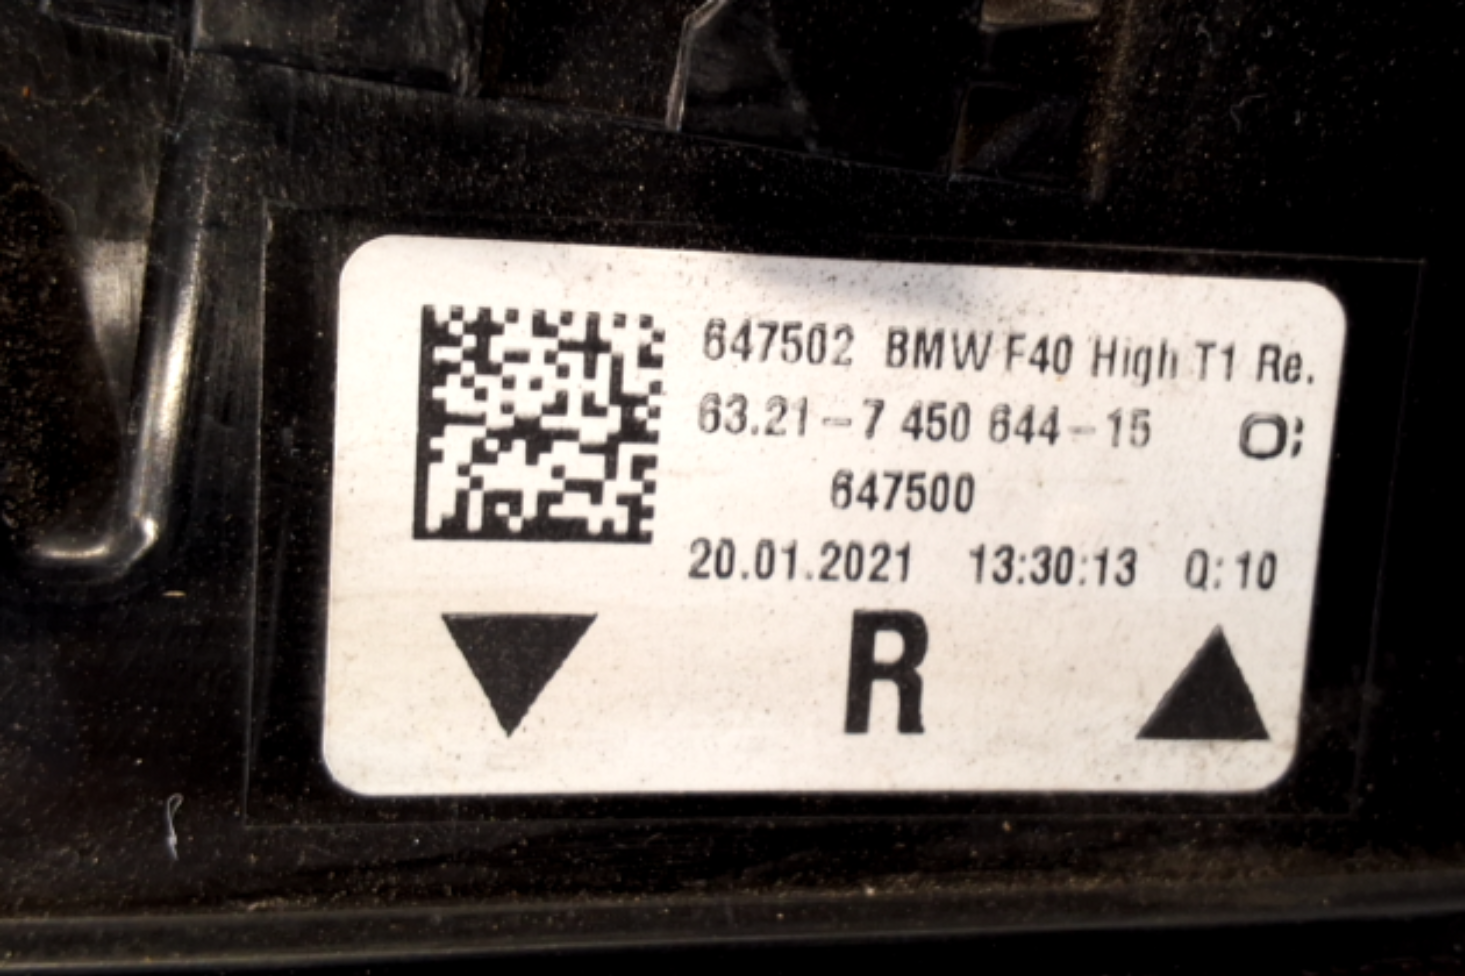 647502 BMW F40 High T1 Re.
63.21-7 450 644-15
647500
20.01.2021 13:30:13 Q:10
R